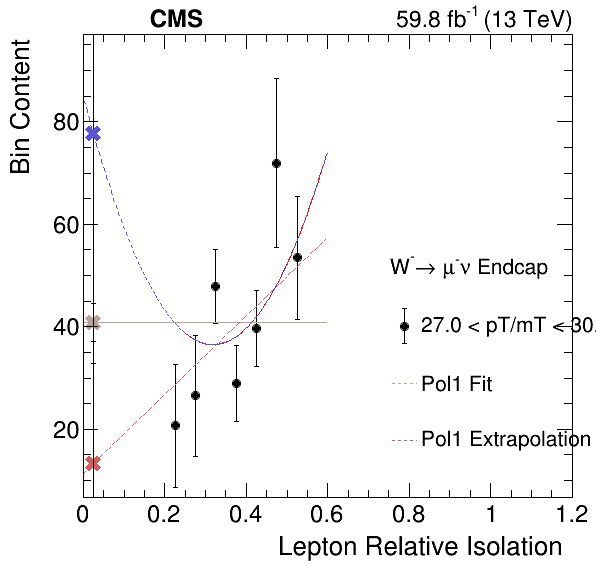 CMS 59.8 fb⁻¹ (13 TeV)
Bin Content
80
60
40
20
0 0.2 0.4 0.6 0.8 1 1.2
Lepton Relative Isolation
W⁻→ μ⁻ν Endcap
27.0 < pT/mT < 30.
Pol1 Fit
Pol1 Extrapolation